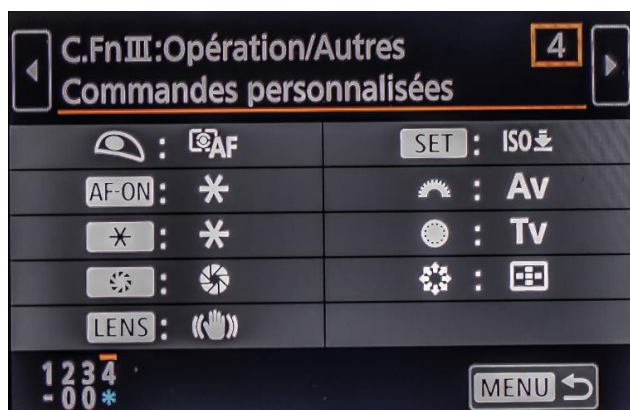 C.FnⅢ:Opération/Autres 4
Commandes personnalisées
: AF SET : ISO
AF-ON : : Av
: : Tv
: :
LENS :
1234
-00*
MENU